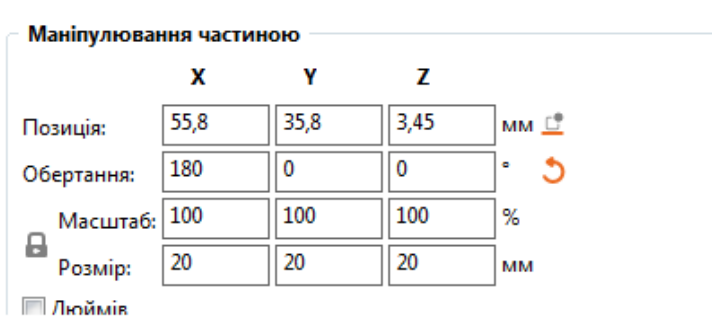 Маніпулювання частиною
X Y Z
Позиція: 55,8 35,8 3,45 мм
Обертання: 180 0 0 °
Масштаб: 100 100 100 %
Розмір: 20 20 20 мм
Дюймів